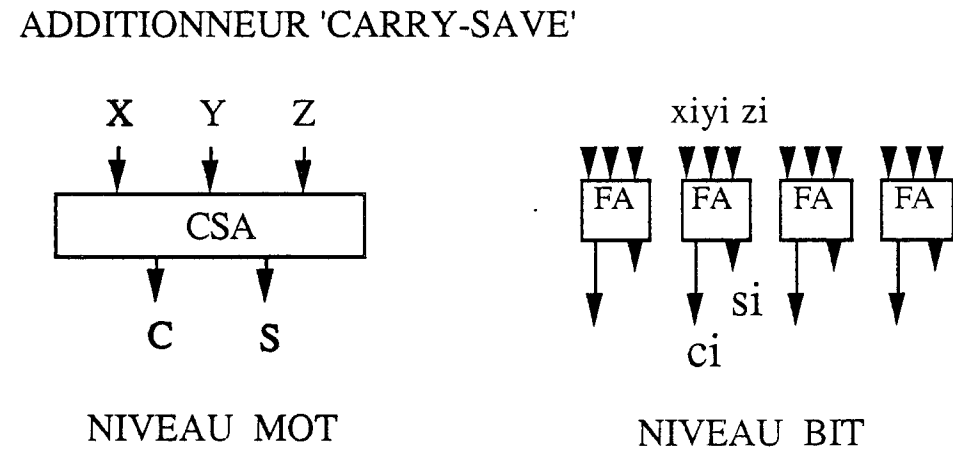 ADDITIONNEUR 'CARRY-SAVE'
X Y Z
CSA
C S
NIVEAU MOT
xiyi zi
FA FA FA FA
si
ci
NIVEAU BIT